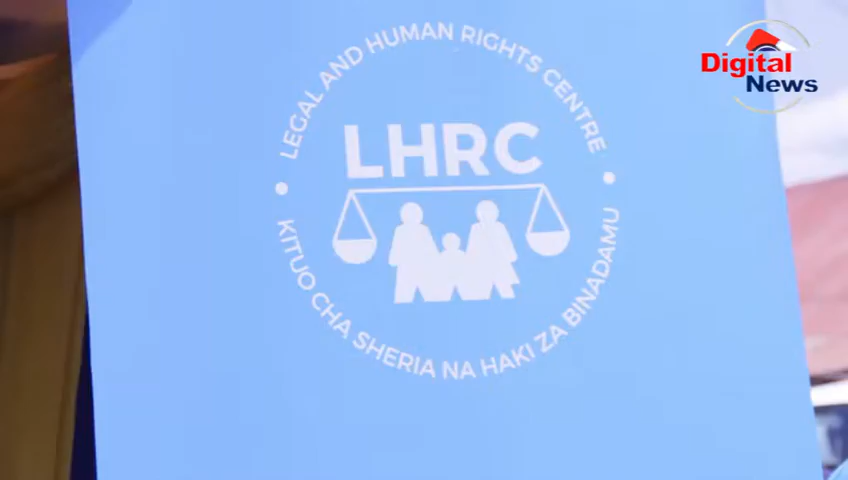 Digital
News
LEGAL AND HUMAN RIGHTS CENTRE
LHRC
KITUO CHA SHERIA NA HAKI ZA BINADAMU